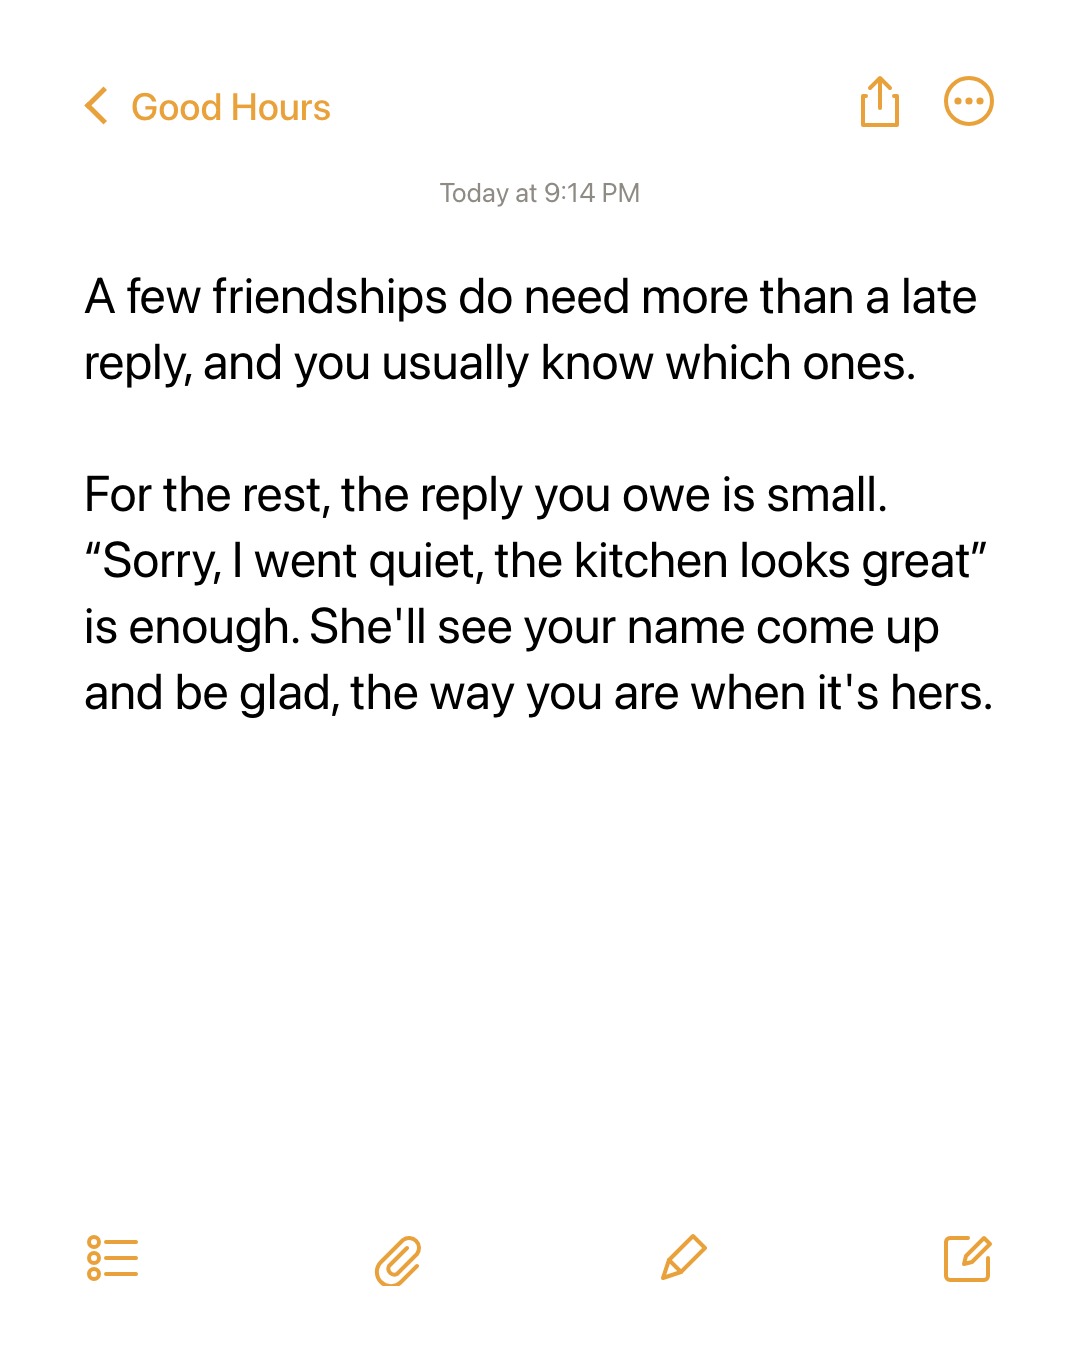 Good Hours
Today at 9:14 PM
A few friendships do need more than a late
reply, and you usually know which ones.
For the rest, the reply you owe is small.
“Sorry, I went quiet, the kitchen looks great”
is enough. She'll see your name come up
and be glad, the way you are when it's hers.